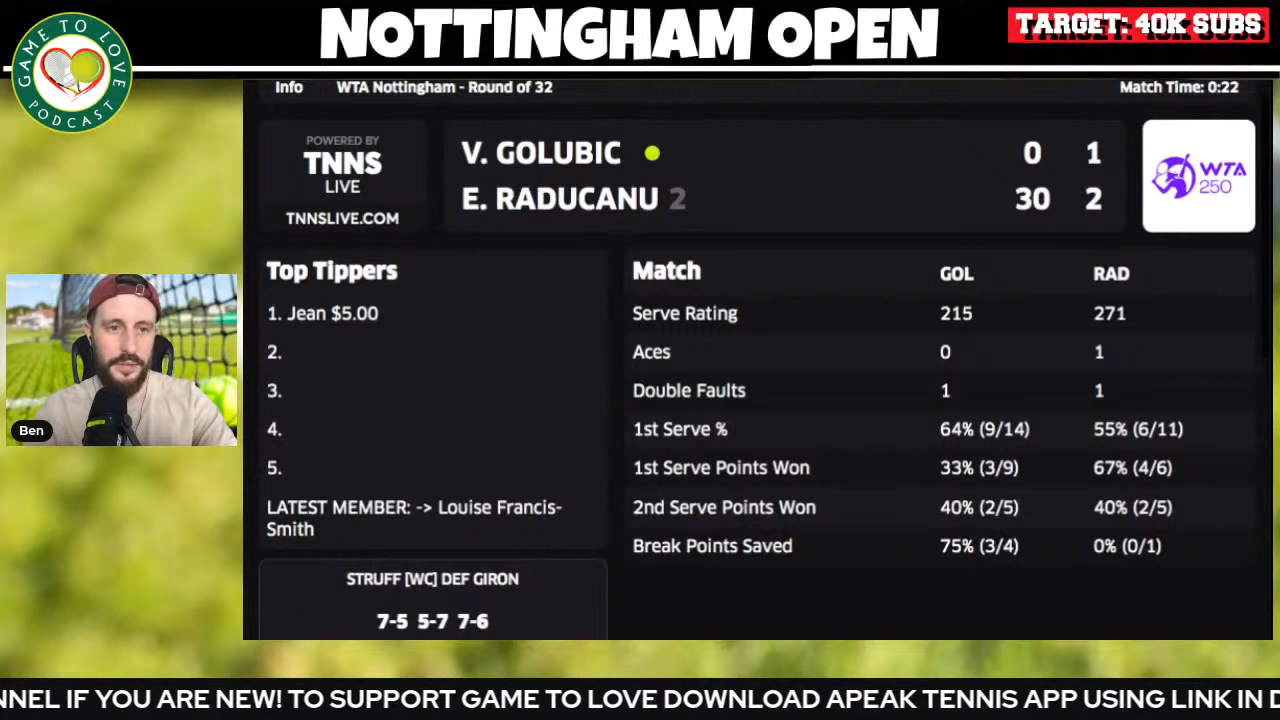 GAME TO LOVE
PODCAST
NOTTINGHAM OPEN
TARGET: 40K SUBS
Info WTA Nottingham - Round of 32 Match Time: 0:22
POWERED BY
TNNS
LIVE
TNNSLIVE.COM
V. GOLUBIC 0 1
E. RADUCANU 2 30 2
WTA
250
Top Tippers
1. Jean $5.00
2.
3.
4.
5.
LATEST MEMBER: -> Louise Francis-
Smith
STRUFF [WC] DEF GIRON
7-5 5-7 7-6
Match GOL RAD
Serve Rating 215 271
Aces 0 1
Double Faults 1 1
1st Serve % 64% (9/14) 55% (6/11)
1st Serve Points Won 33% (3/9) 67% (4/6)
2nd Serve Points Won 40% (2/5) 40% (2/5)
Break Points Saved 75% (3/4) 0% (0/1)
Ben
NNEL IF YOU ARE NEW! TO SUPPORT GAME TO LOVE DOWNLOAD APEAK TENNIS APP USING LINK IN D